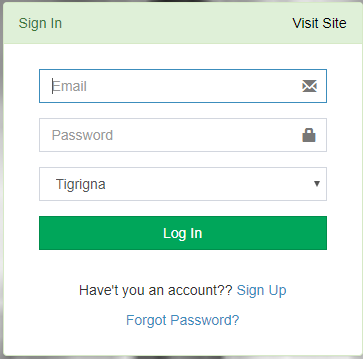 Sign In Visit Site
Email
Password
Tigrigna
Log In
Have't you an account?? Sign Up
Forgot Password?